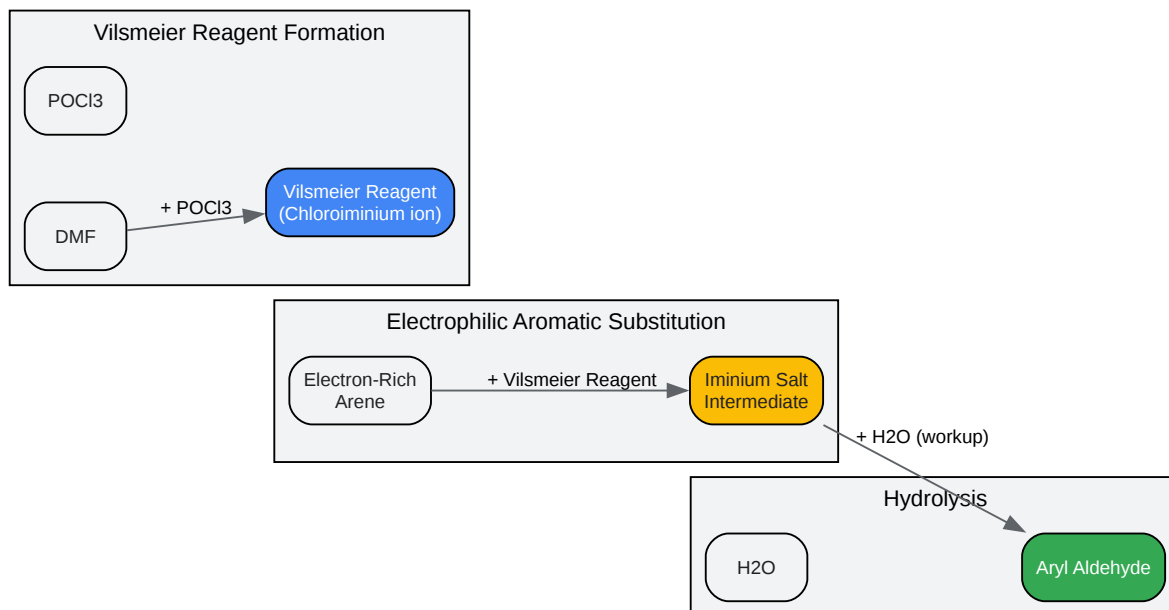 Vilsmeier Reagent Formation
POCl3
DMF
+ POCl3
Vilsmeier Reagent
(Chloroiminium ion)
Electrophilic Aromatic Substitution
Electron-Rich
Arene
+ Vilsmeier Reagent
Iminium Salt
Intermediate
+ H2O (workup)
Hydrolysis
H2O
Aryl Aldehyde